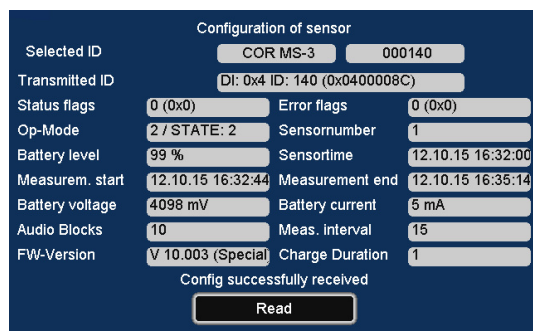 Configuration of sensor
Selected ID COR MS-3 000140
Transmitted ID DI: 0x4 ID: 140 (0x0400008C)
Status flags 0 (0x0) Error flags 0 (0x0)
Op-Mode 2 / STATE: 2 Sensornumber 1
Battery level 99 % Sensortime 12.10.15 16:32:00
Measurem. start 12.10.15 16:32:44 Measurement end 12.10.15 16:35:14
Battery voltage 4098 mV Battery current 5 mA
Audio Blocks 10 Meas. interval 15
FW-Version V 10.003 (Special Charge Duration 1
Config successfully received
Read